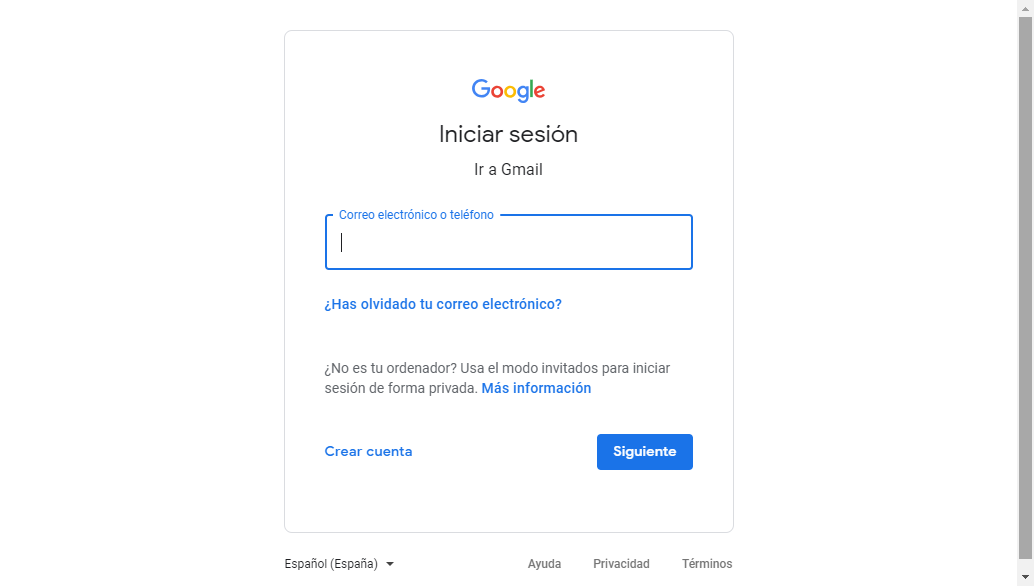 Google
Iniciar sesión
Ir a Gmail
Correo electrónico o teléfono
¿Has olvidado tu correo electrónico?
¿No es tu ordenador? Usa el modo invitados para iniciar
sesión de forma privada. Más información
Crear cuenta
Siguiente
Español (España)
Ayuda
Privacidad
Términos